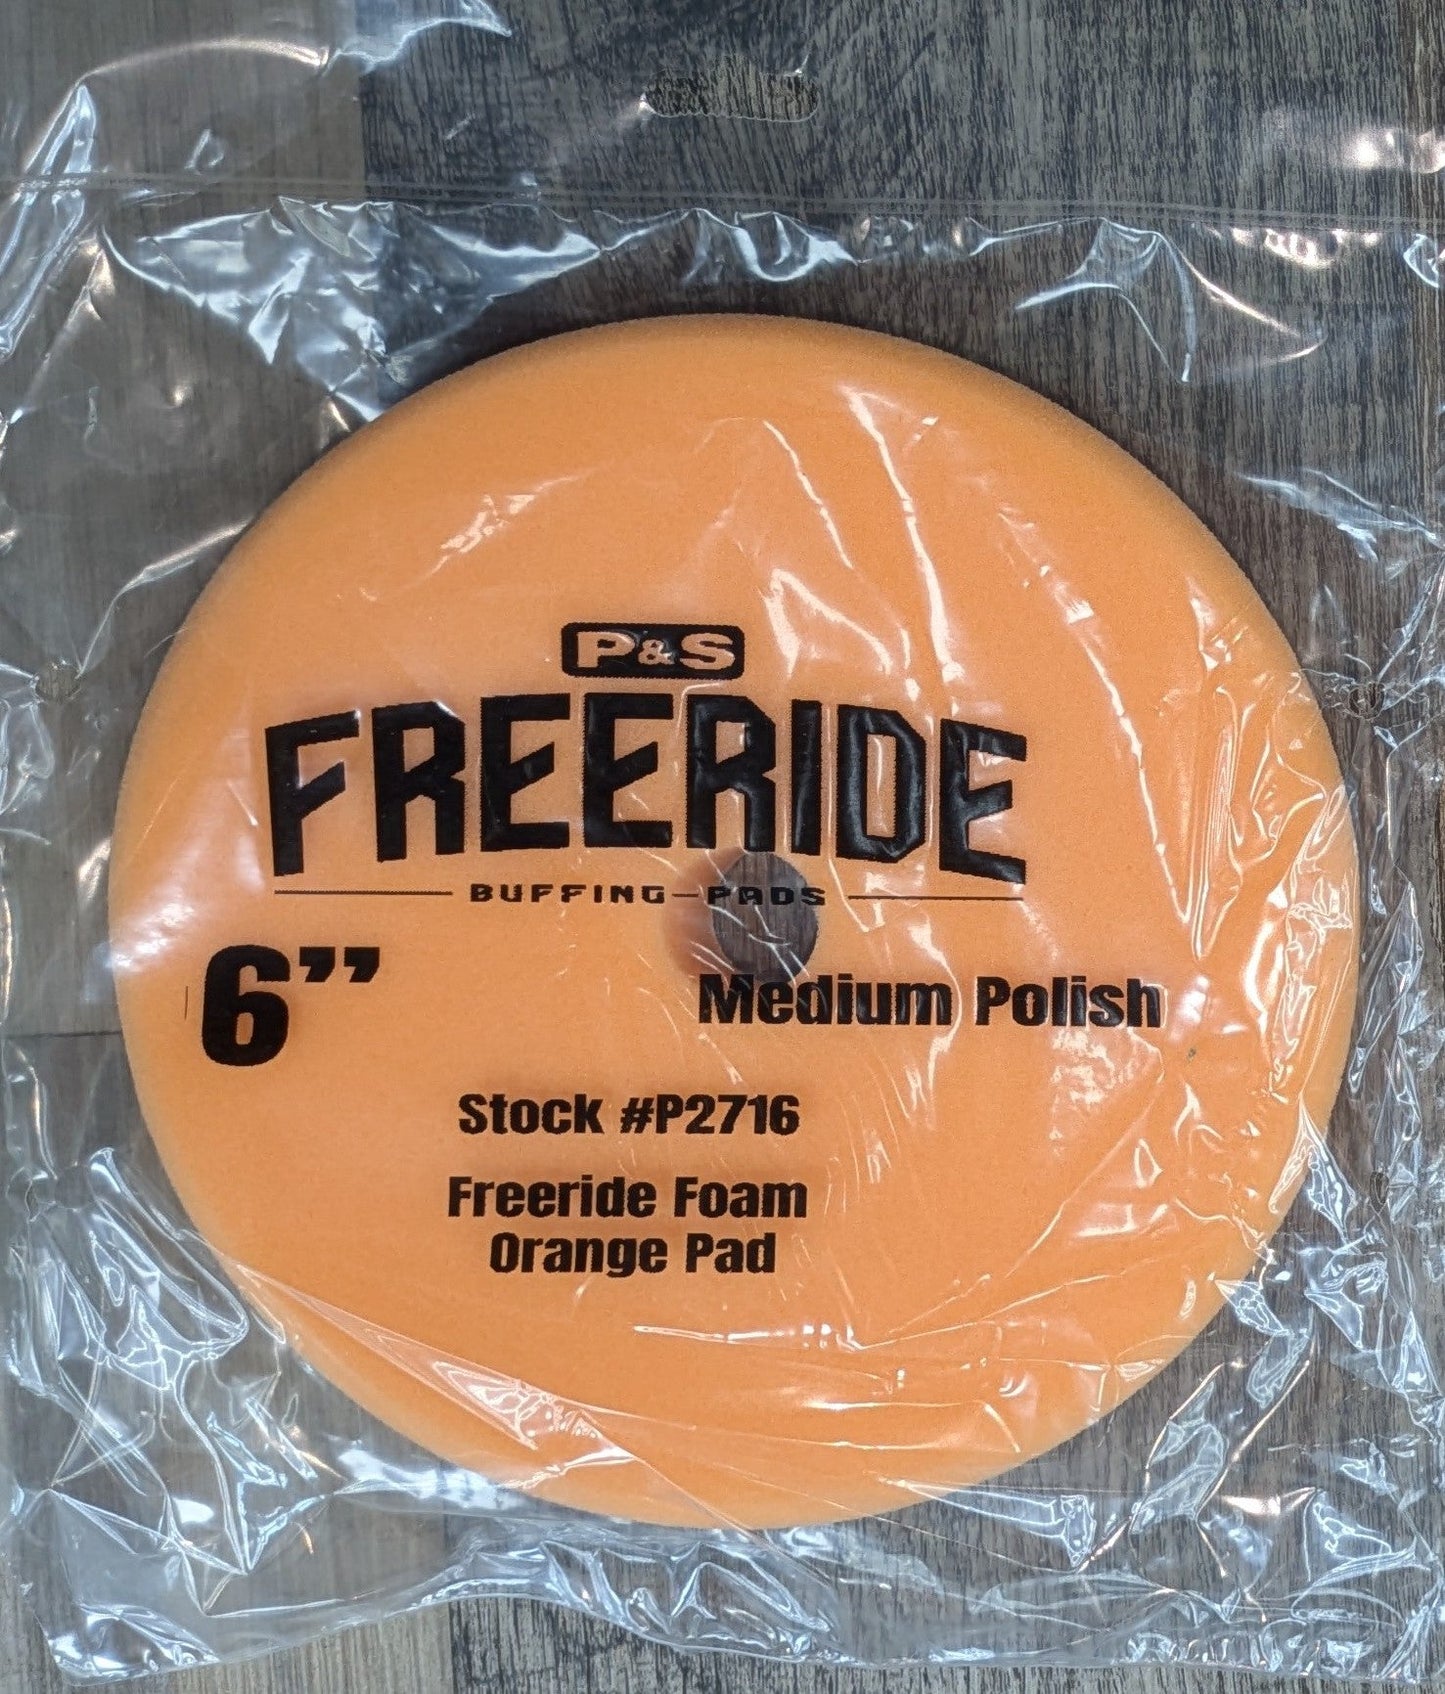 P&S
FREERIDE
BUFFING-PADS
6”
Medium Polish
Stock #P2716
Freeride Foam
Orange Pad